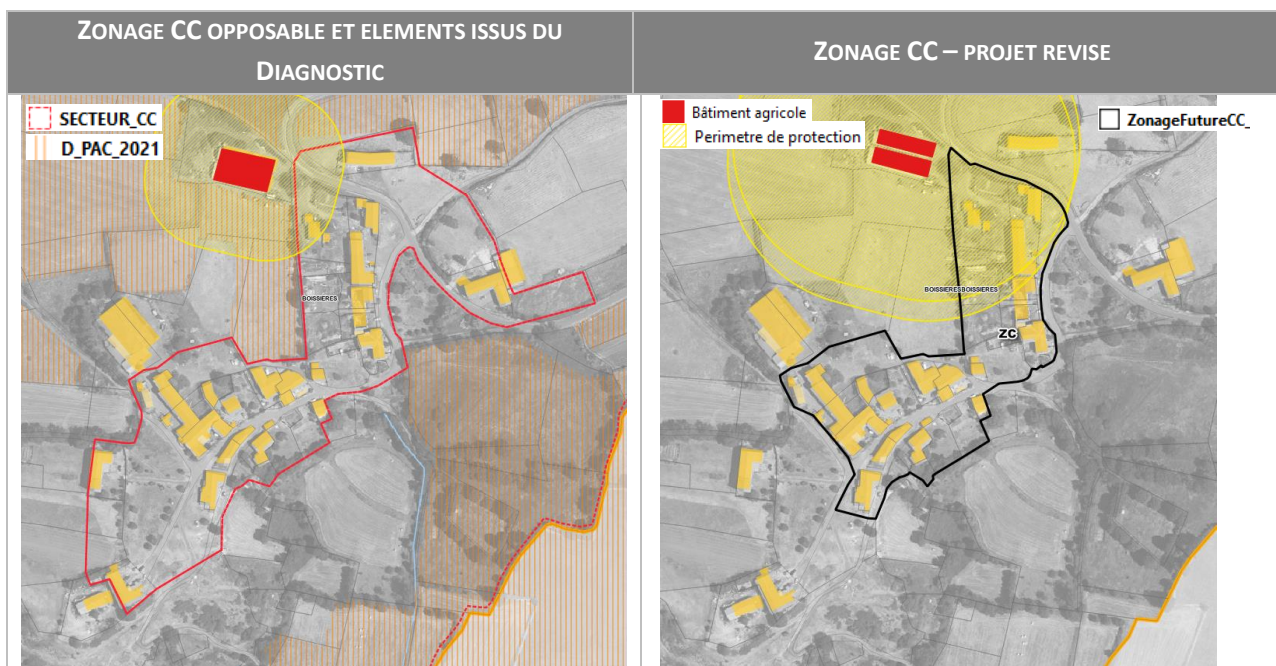 ZONAGE CC OPPOSABLE ET ELEMENTS ISSUS DU
DIAGNOSTIC
ZONAGE CC – PROJET REVISE
SECTEUR_CC
D_PAC_2021
BOISSIERES
Bâtiment agricole
Perimetre de protection
ZonageFutureCC_
BOISSIERESBOISSIERES
ZC